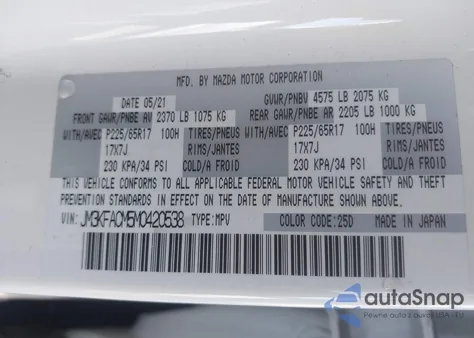 MFD. BY MAZDA MOTOR CORPORATION
DATE 05/21 GVWR/PNBV 4575 LB 2075 KG
FRONT GAWR/PNBE AV 2370 LB 1075 KG REAR GAWR/PNBE AR 2205 LB 1000 KG
WITH/AVEC P225/65R17 100H TIRES/PNEUS WITH/AVEC P225/65R17 100H TIRES/PNEUS
17X7J RIMS/JANTES 17X7J RIMS/JANTES
230 KPA/34 PSI COLD/A FROID 230 KPA/34 PSI COLD/A FROID
THIS VEHICLE CONFORMS TO ALL APPLICABLE FEDERAL MOTOR VEHICLE SAFETY
STANDARDS IN EFFECT ON THE DATE OF MANUFACTURE SHOWN ABOVE.
VIN: JM3KFACM5M0420538 TYPE: MPV COLOR CODE: 25D MADE IN JAPAN
autoSnap